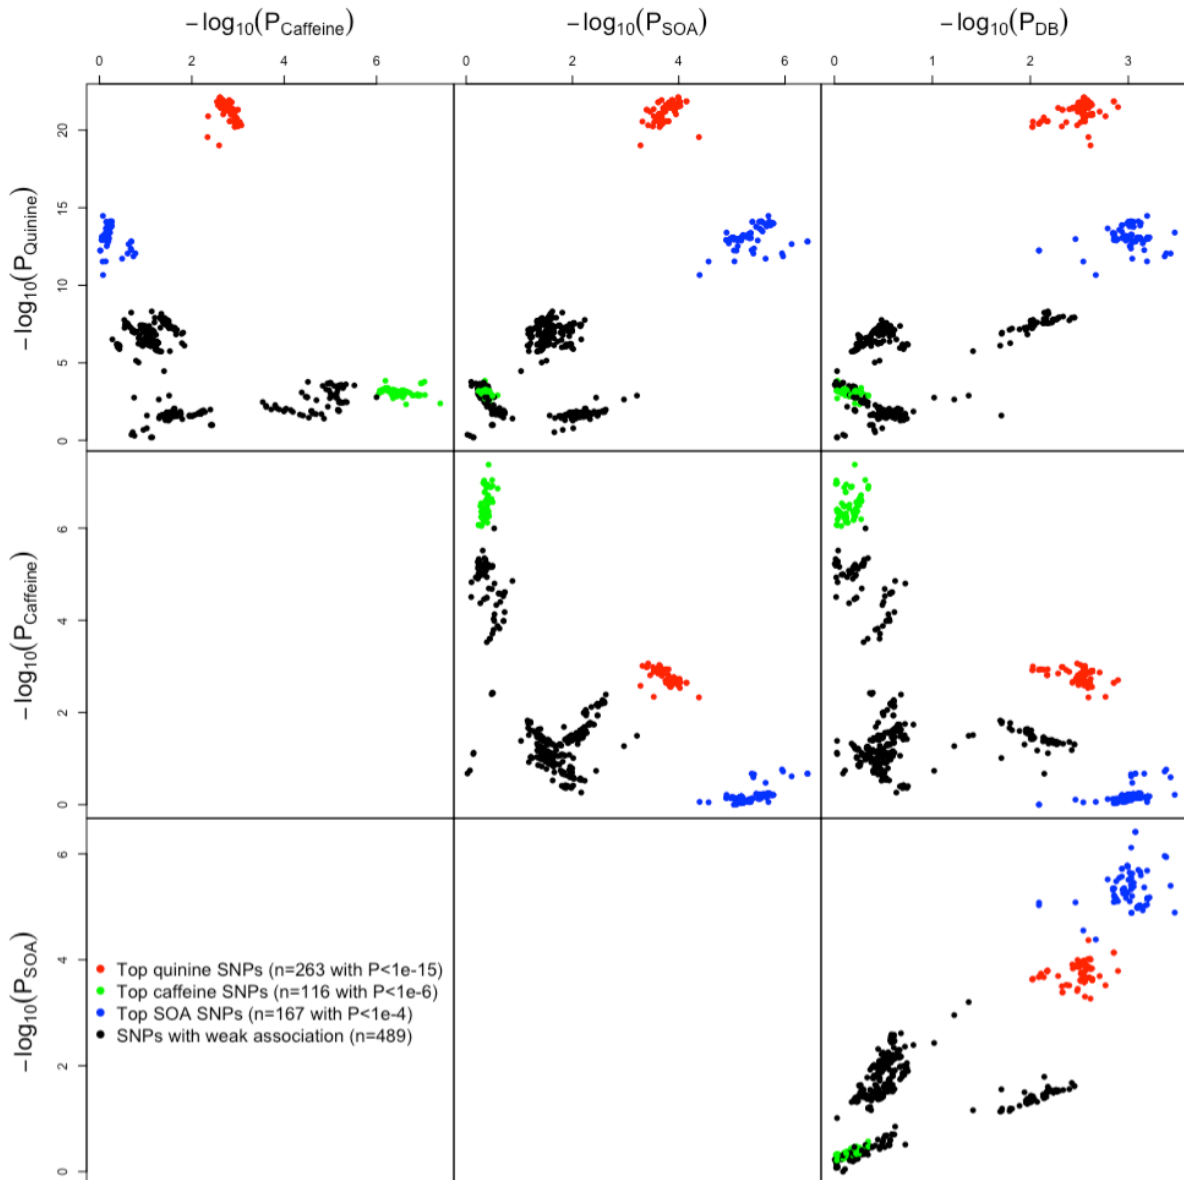 −log10(PCaffeine) −log10(PSOA) −log10(PDB)
0 2 4 6 0 2 4 6 0 1 2 3
−log10(PQuinine)
20
15
10
5
0
−log10(PCaffeine)
6
4
2
0
−log10(PSOA)
6
4
2
0
Top quinine SNPs (n=263 with P<1e-15)
Top caffeine SNPs (n=116 with P<1e-6)
Top SOA SNPs (n=167 with P<1e-4)
SNPs with weak association (n=489)